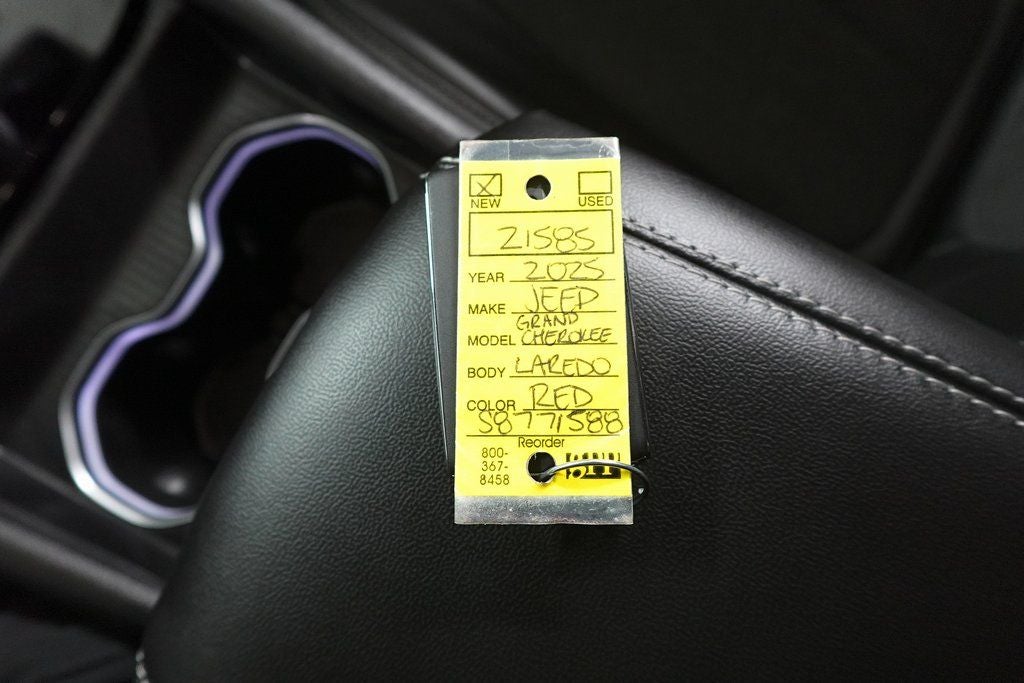 NEW USED
21585
YEAR 2025
MAKE JEEP
GRAND
MODEL CHEROKEE
BODY LAREDO
COLOR RED
S8771588
Reorder
800-
367-
8458